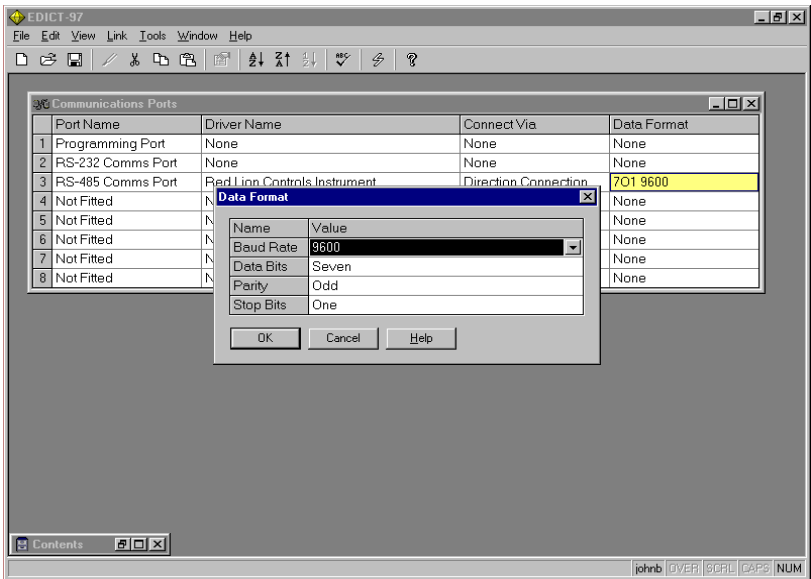 EDICT-97
File Edit View Link Tools Window Help
Communications Ports
Port Name Driver Name Connect Via Data Format
1 Programming Port None None None
2 RS-232 Comms Port None None None
3 RS-485 Comms Port Red Lion Controls Instrument Direction Connection 7O1 9600
4 Not Fitted N None
5 Not Fitted N None
6 Not Fitted N None
7 Not Fitted N None
8 Not Fitted N None
Data Format
Name Value
Baud Rate 9600
Data Bits Seven
Parity Odd
Stop Bits One
OK Cancel Help
Contents
johnb OVER SCRL CAPS NUM